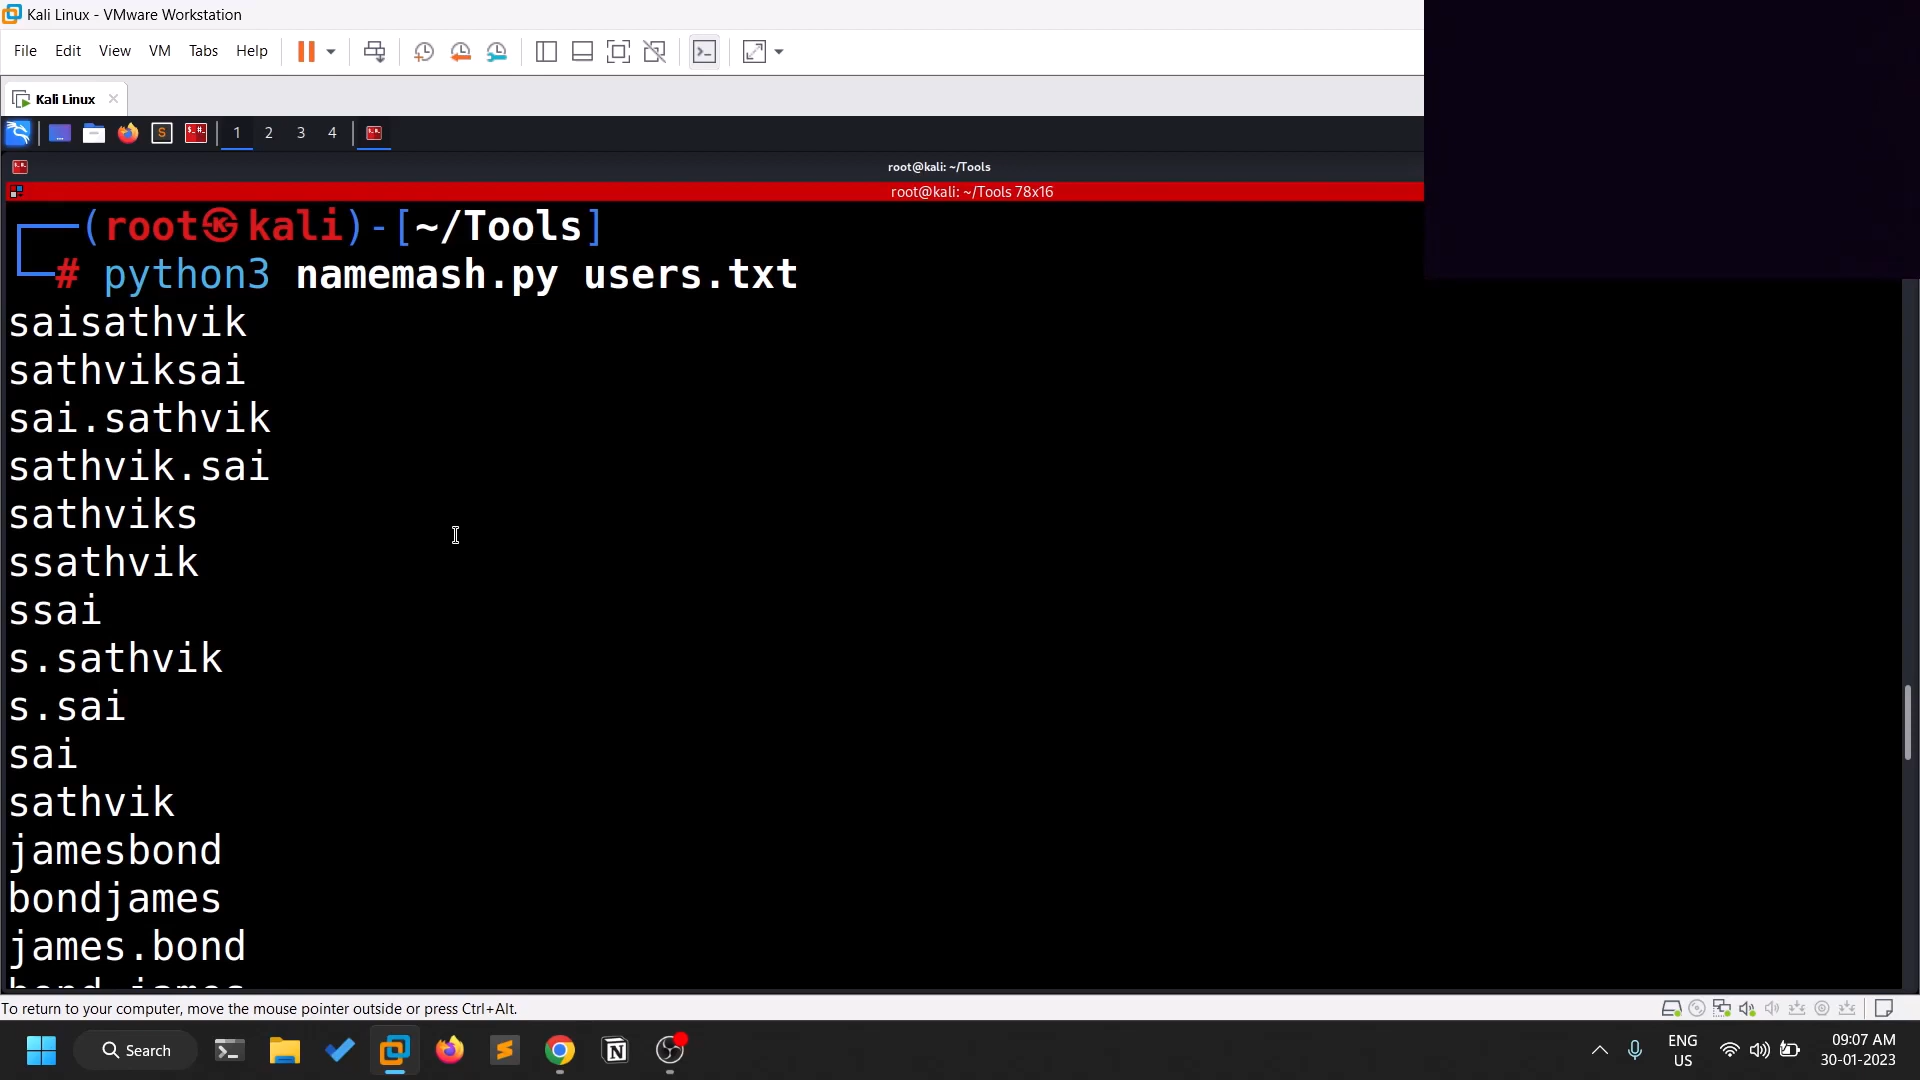 Kali Linux - VMware Workstation
File Edit View VM Tabs Help
Kali Linux
1 2 3 4
root@kali: ~/Tools
root@kali: ~/Tools 78x16
(root㉿kali)-[~/Tools]
# python3 namemash.py users.txt
saisathvik
sathviksai
sai.sathvik
sathvik.sai
sathviks
ssathvik
ssai
s.sathvik
s.sai
sai
sathvik
jamesbond
bondjames
james.bond
bond.james
To return to your computer, move the mouse pointer outside or press Ctrl+Alt.
Search
ENG
US
09:07 AM
30-01-2023